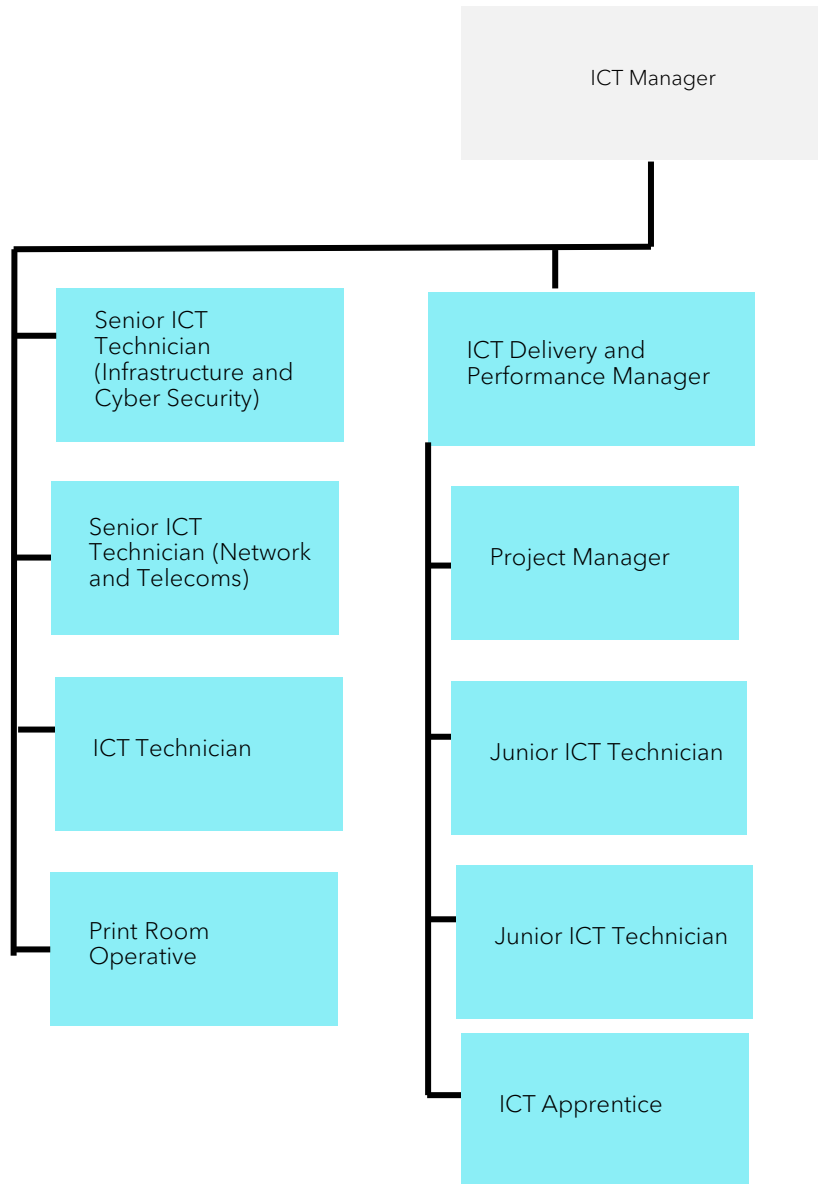 ICT Manager
Senior ICT
Technician
(Infrastructure and
Cyber Security)
Senior ICT
Technician (Network
and Telecoms)
ICT Technician
Print Room
Operative
ICT Delivery and
Performance Manager
Project Manager
Junior ICT Technician
Junior ICT Technician
ICT Apprentice